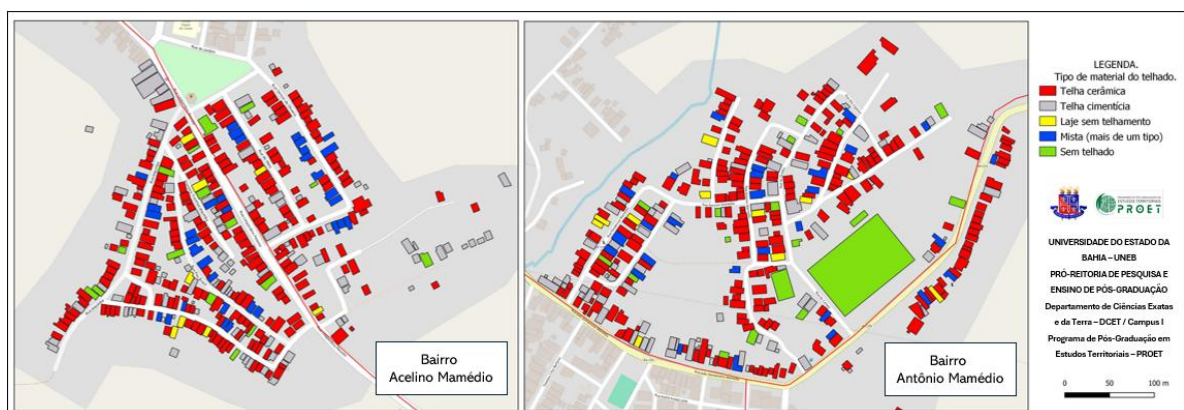 Bairro
Acelino Mamédio
Bairro
Antônio Mamédio
LEGENDA.
Tipo de material do telhado.
Telha cerâmica
Telha cimentícia
Laje sem telhamento
Mista (mais de um tipo)
Sem telhado
PROET
UNIVERSIDADE DO ESTADO DA
BAHIA – UNEB
PRÓ-REITORIA DE PESQUISA E
ENSINO DE PÓS-GRADUAÇÃO
Departamento de Ciências Exatas
e da Terra – DCET / Campus I
Programa de Pós-Graduação em
Estudos Territoriais – PROET
0 50 100 m